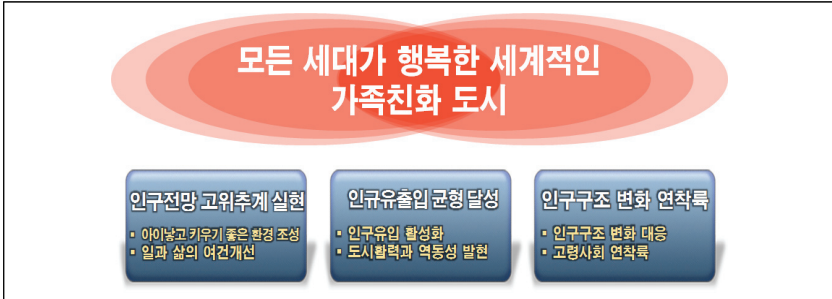 모든 세대가 행복한 세계적인
가족친화 도시
인구전망 고위추계 실현
▪ 아이낳고 키우기 좋은 환경 조성
▪ 일과 삶의 여건개선
인규유출입 균형 달성
▪ 인구유입 활성화
▪ 도시활력과 역동성 발현
인구구조 변화 연착륙
▪ 인구구조 변화 대응
▪ 고령사회 연착륙